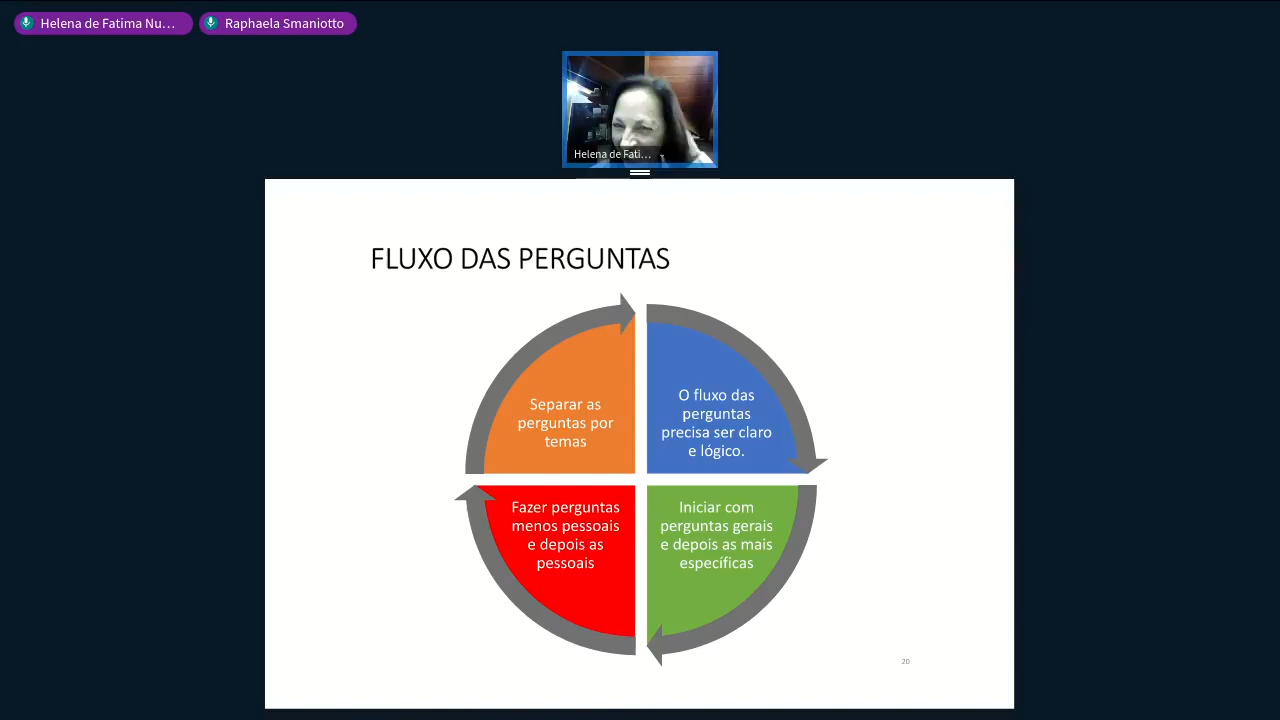 Helena de Fatima Nu...
Raphaela Smaniotto
Helena de Fati...
FLUXO DAS PERGUNTAS
Separar as
perguntas por
temas
O fluxo das
perguntas
precisa ser claro
e lógico.
Fazer perguntas
menos pessoais
e depois as
pessoais
Iniciar com
perguntas gerais
e depois as mais
específicas
20